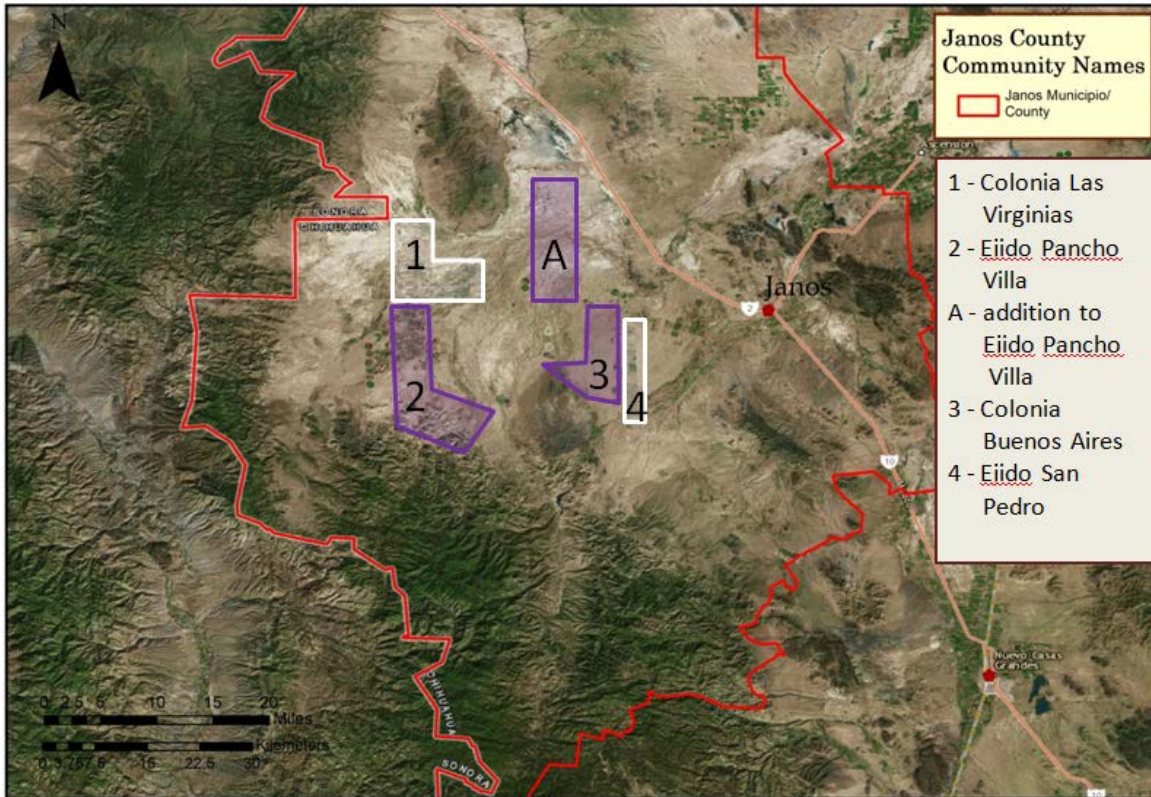 N
Janos County
Community Names
Janos Municipio/
County
Ascension
1 - Colonia Las
Virginias
2 - Eiido Pancho
Villa
A - addition to
Eiido Pancho
Villa
3 - Colonia
Buenos Aires
4 - Eiido San
Pedro
SONORA
CHIHUAHUA
1
A
2
3
4
Janos
2
10
Nuevo Casas
Grandes
CHIHUAHUA
SONORA
0 2.5 5 10 15 20
Miles
Kilometers
0 3.75 7.5 15 22.5 30
10